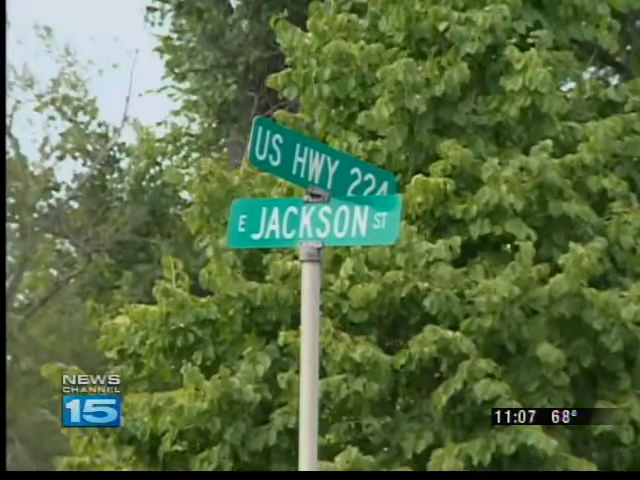 US HWY 224
E JACKSON ST
NEWS
CHANNEL
15
11:07 68°